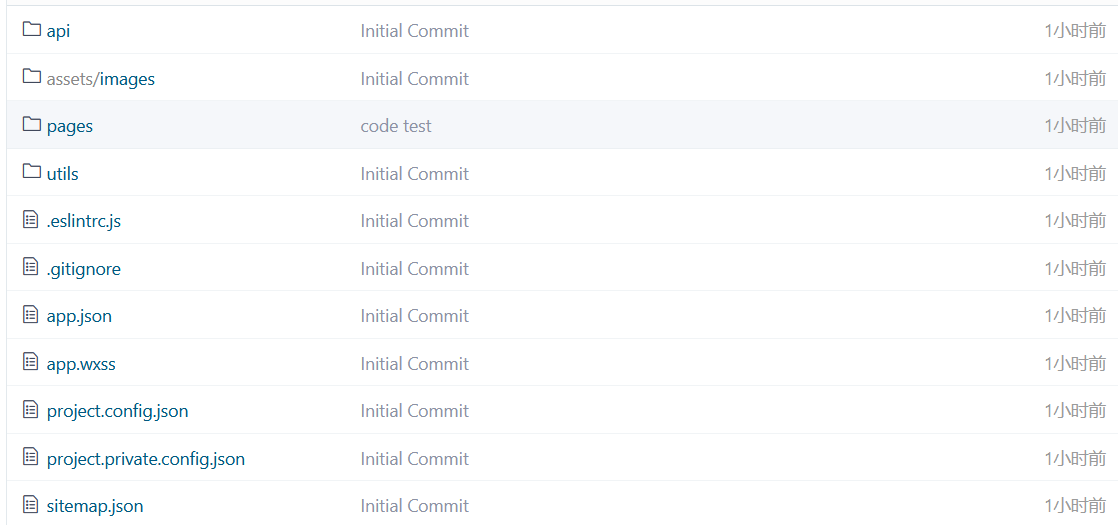 api Initial Commit 1小时前
assets/images Initial Commit 1小时前
pages code test 1小时前
utils Initial Commit 1小时前
.eslintrc.js Initial Commit 1小时前
.gitignore Initial Commit 1小时前
app.json Initial Commit 1小时前
app.wxss Initial Commit 1小时前
project.config.json Initial Commit 1小时前
project.private.config.json Initial Commit 1小时前
sitemap.json Initial Commit 1小时前